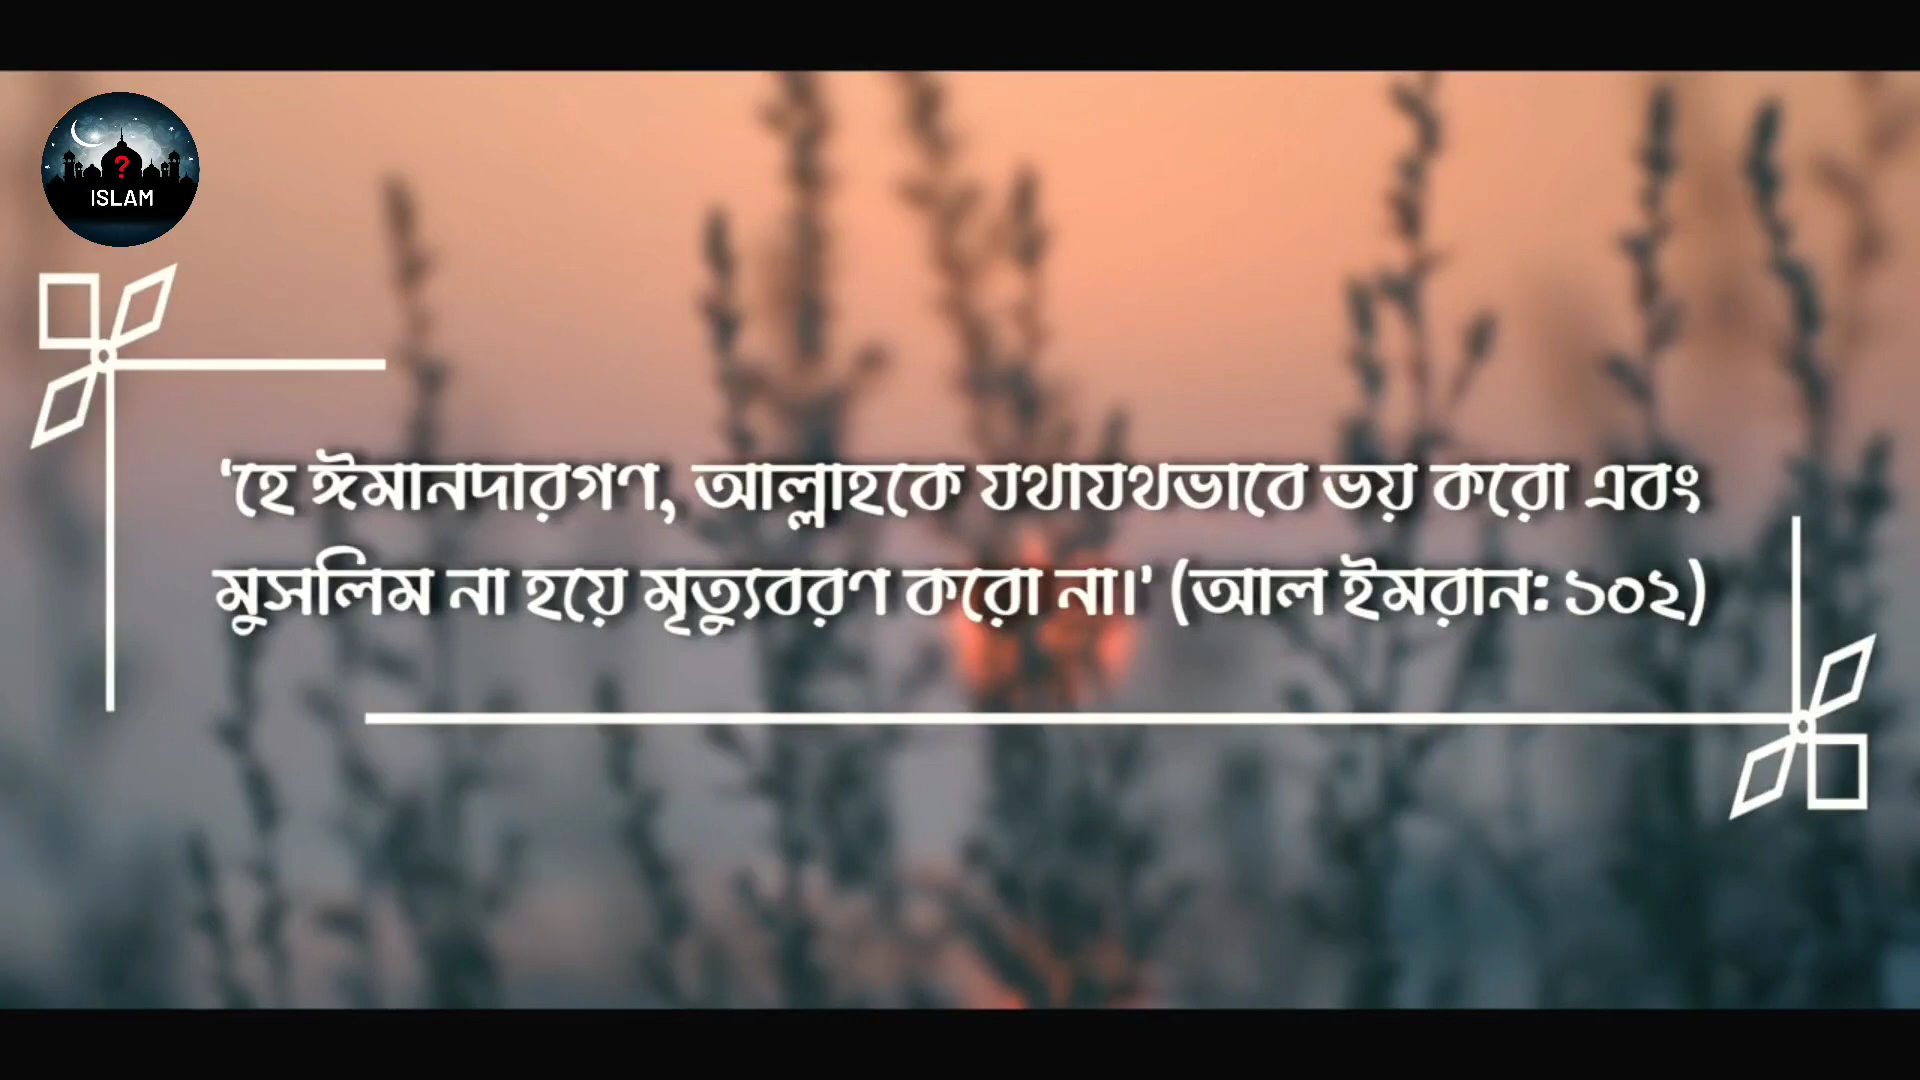 ?
ISLAM
‘হে ঈমানদারগণ, আল্লাহকে যথাযথভাবে ভয় করো এবং
মুসলিম না হয়ে মৃত্যুবরণ করো না।’ (আল ইমরান: ১০২)